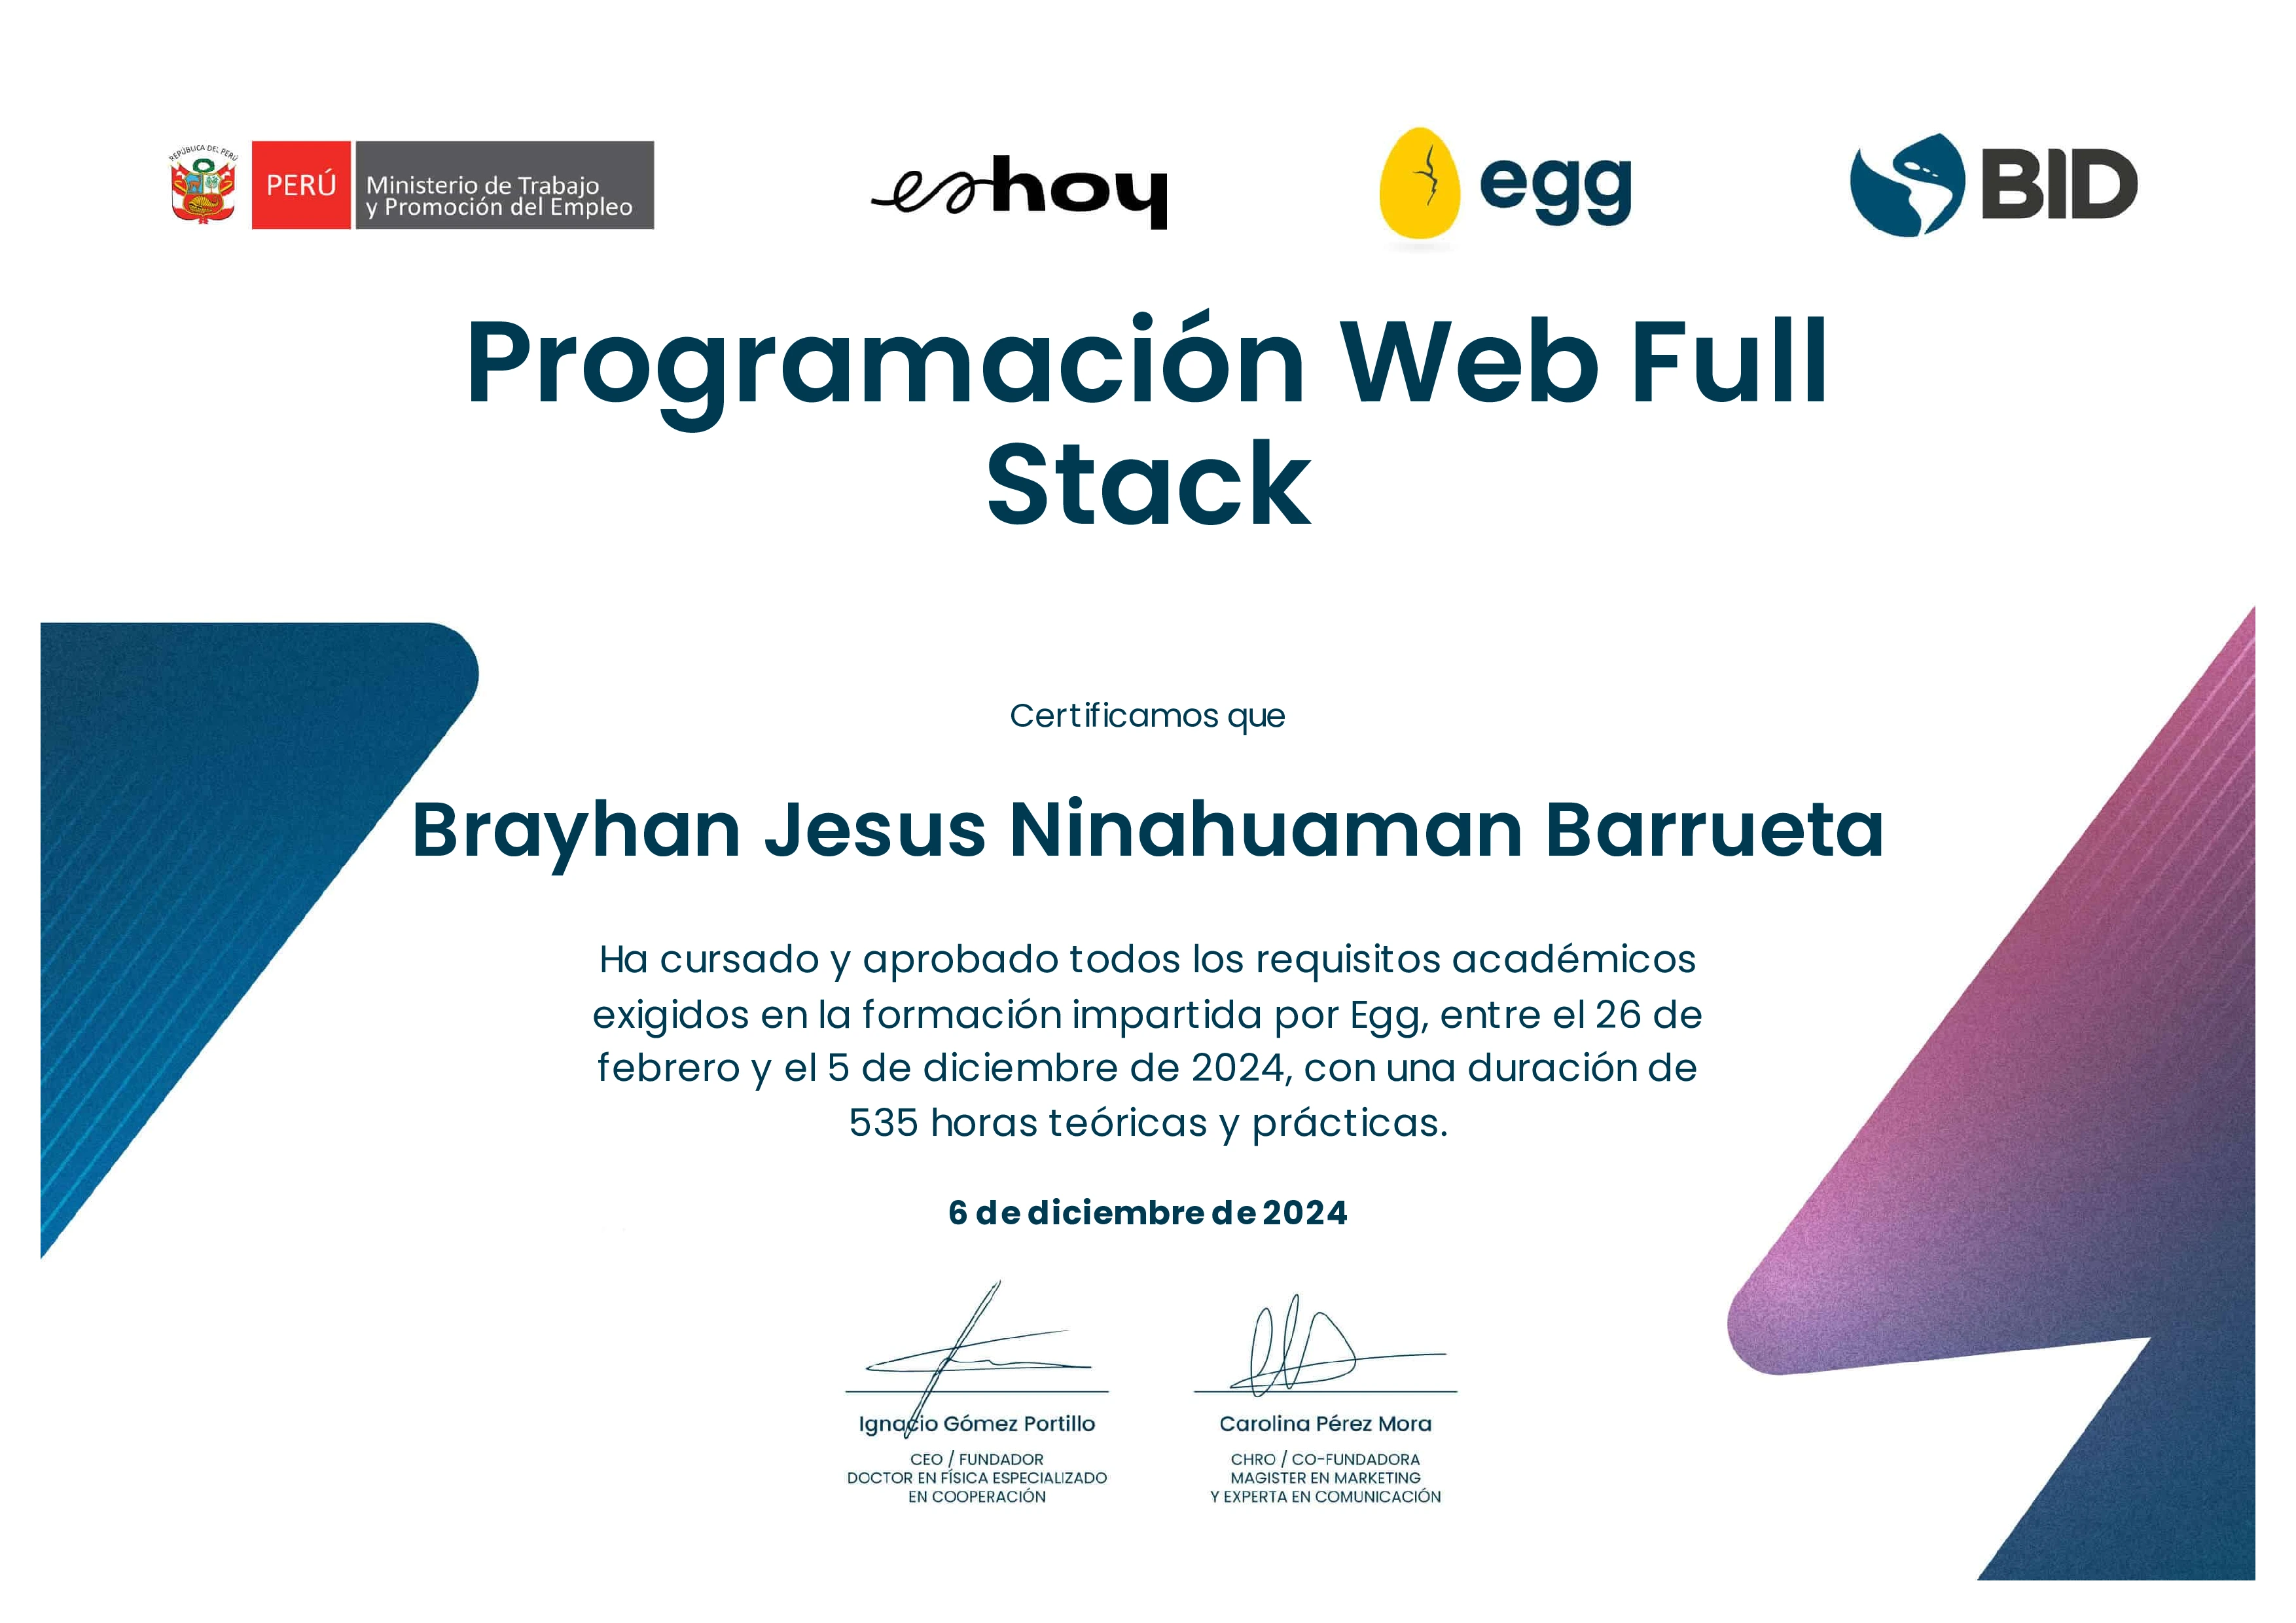 REPÚBLICA DEL PERÚ
PERÚ
Ministerio de Trabajo
y Promoción del Empleo
eshoy
egg
BID
Programación Web Full
Stack
Certificamos que
Brayhan Jesus Ninahuaman Barrueta
Ha cursado y aprobado todos los requisitos académicos
exigidos en la formación impartida por Egg, entre el 26 de
febrero y el 5 de diciembre de 2024, con una duración de
535 horas teóricas y prácticas.
6 de diciembre de 2024
Ignacio Gómez Portillo
CEO / FUNDADOR
DOCTOR EN FÍSICA ESPECIALIZADO
EN COOPERACIÓN
Carolina Pérez Mora
CHRO / CO-FUNDADORA
MAGISTER EN MARKETING
Y EXPERTA EN COMUNICACIÓN